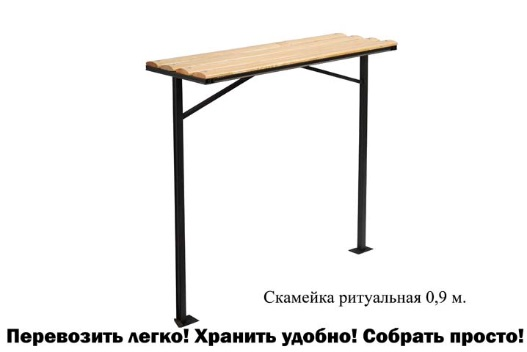 Скамейка ритуальная 0,9 м.
Перевозить легко! Хранить удобно! Собрать просто!